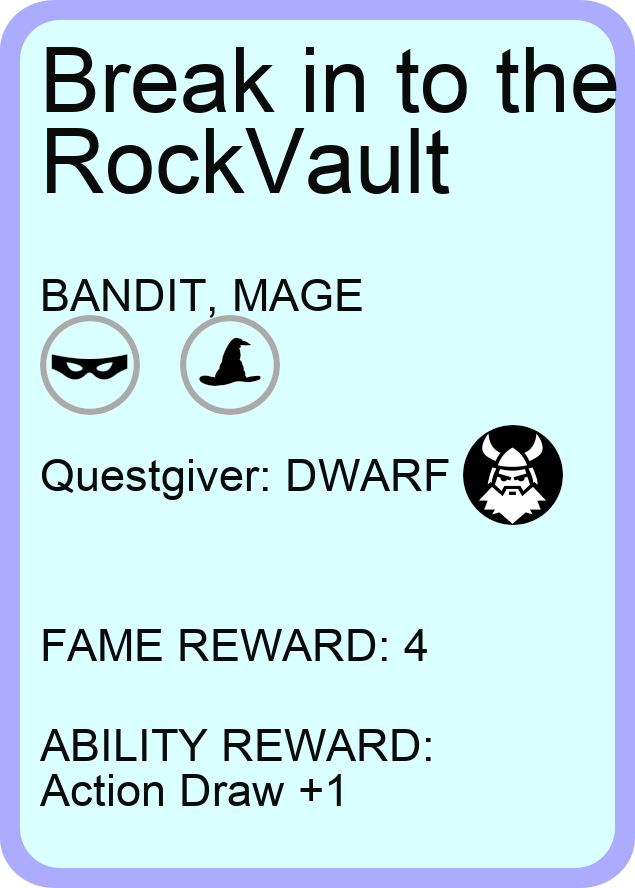 Break in to the
RockVault
BANDIT, MAGE
Questgiver: DWARF
FAME REWARD: 4
ABILITY REWARD:
Action Draw +1